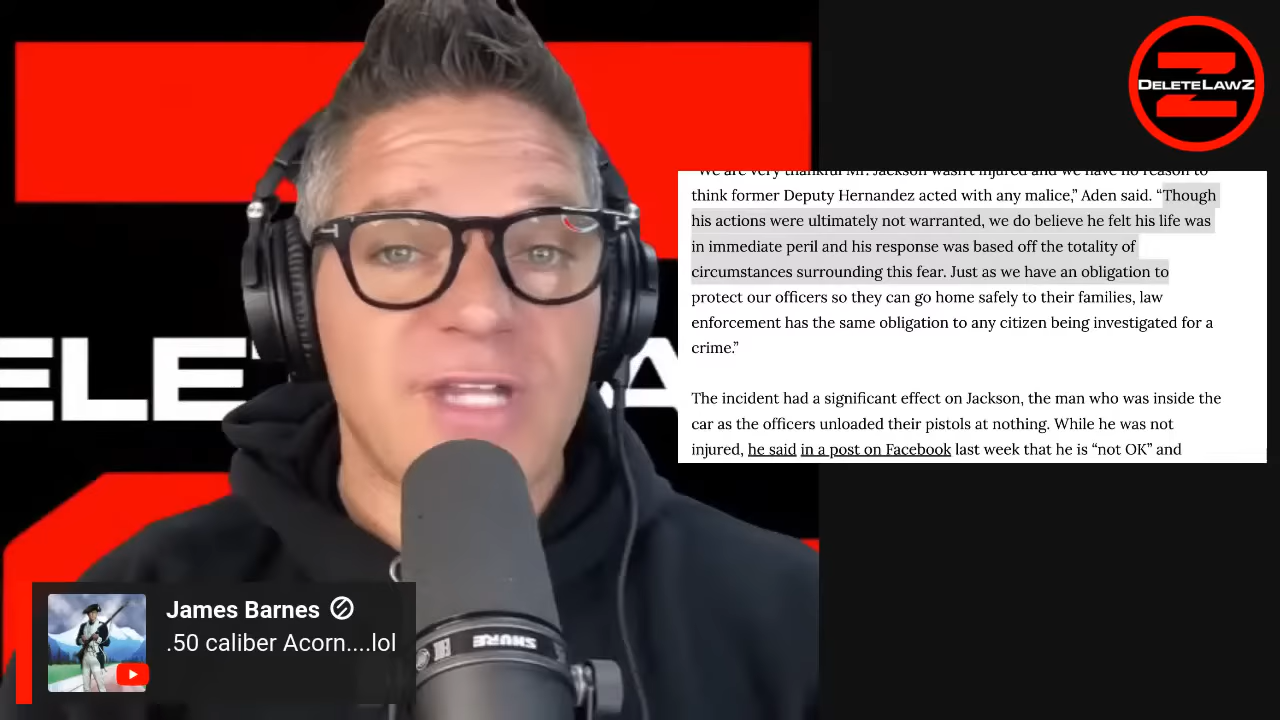 DELETELAWZ
"We are very thankful Mr. Jackson wasn't injured and we have no reason to
think former Deputy Hernandez acted with any malice,” Aden said. “Though
his actions were ultimately not warranted, we do believe he felt his life was
in immediate peril and his response was based off the totality of
circumstances surrounding this fear. Just as we have an obligation to
protect our officers so they can go home safely to their families, law
enforcement has the same obligation to any citizen being investigated for a
crime.”
The incident had a significant effect on Jackson, the man who was inside the
car as the officers unloaded their pistols at nothing. While he was not
injured, he said in a post on Facebook last week that he is “not OK” and
ELET
A
James Barnes
.50 caliber Acorn....lol
SHURE